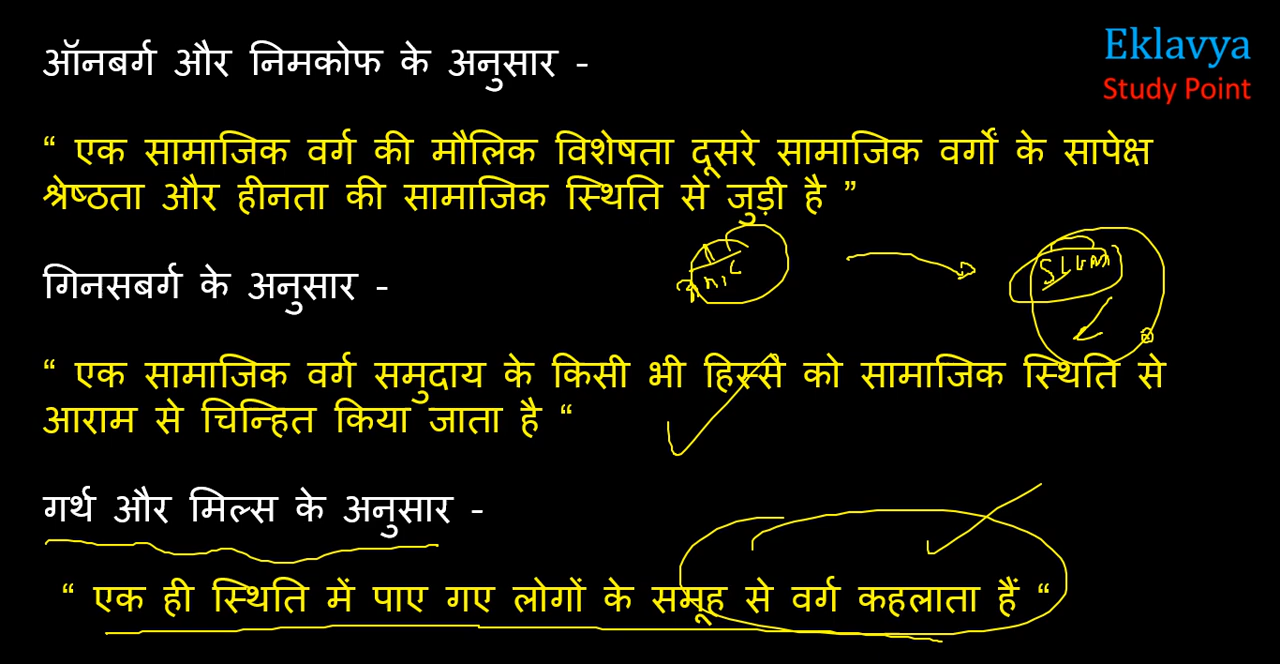 Eklavya
Study Point
ऑनबर्ग और निमकोफ के अनुसार -
“ एक सामाजिक वर्ग की मौलिक विशेषता दूसरे सामाजिक वर्गों के सापेक्ष
श्रेष्ठता और हीनता की सामाजिक स्थिति से जुड़ी है ”
गिनसबर्ग के अनुसार -
“ एक सामाजिक वर्ग समुदाय के किसी भी हिस्से को सामाजिक स्थिति से
आराम से चिन्हित किया जाता है “
गर्थ और मिल्स के अनुसार -
“ एक ही स्थिति में पाए गए लोगों के समूह से वर्ग कहलाता हैं “